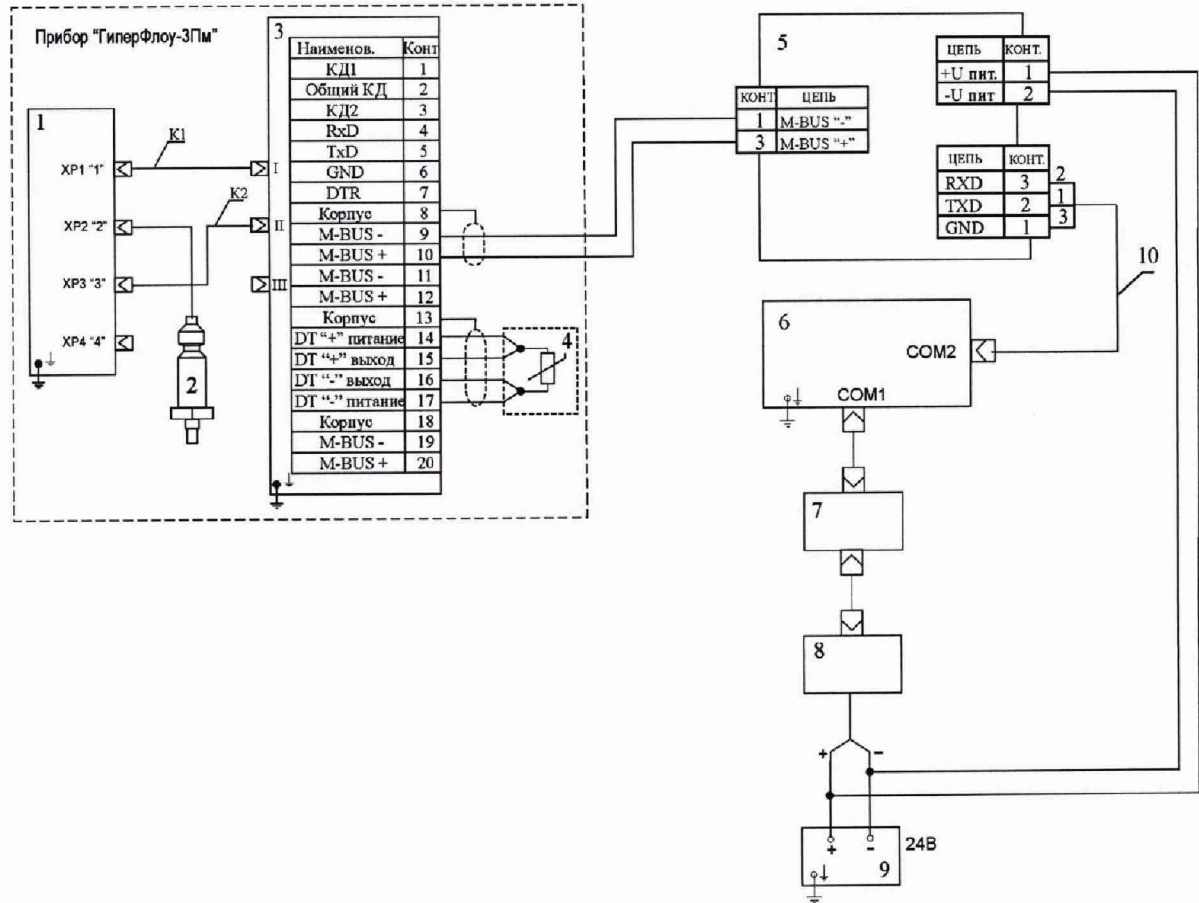 Прибор "ГиперФлоу-3Пм"
1
XP1 "1"
XP2 "2"
XP3 "3"
XP4 "4"
K1
K2
2
3
I
II
III
Наименов. Конт
КД1 1
Общий КД 2
КД2 3
RxD 4
TxD 5
GND 6
DTR 7
Корпус 8
M-BUS - 9
M-BUS + 10
M-BUS - 11
M-BUS + 12
Корпус 13
DT "+" питание 14
DT "+" выход 15
DT "-" выход 16
DT "-" питание 17
Корпус 18
M-BUS - 19
M-BUS + 20
4
5
КОНТ ЦЕПЬ
1 M-BUS "-"
3 M-BUS "+"
ЦЕПЬ КОНТ.
+U пит. 1
-U пит 2
ЦЕПЬ КОНТ.
RXD 3 2
TXD 2 1
GND 1 3
10
6
COM2
COM1
7
8
+ −
+ - 24В
9